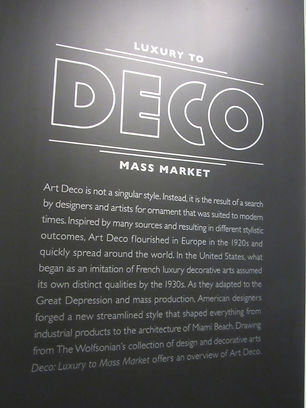 LUXURY TO
DECO
MASS MARKET
Art Deco is not a singular style. Instead, it is the result of a search
by designers and artists for ornament that was suited to modern
times. Inspired by many sources and resulting in different stylistic
outcomes, Art Deco flourished in Europe in the 1920s and
quickly spread around the world. In the United States, what
began as an imitation of French luxury decorative arts assumed
its own distinct qualities by the 1930s. As they adapted to the
Great Depression and mass production, American designers
forged a new streamlined style that shaped everything from
industrial products to the architecture of Miami Beach. Drawing
from The Wolfsonian's collection of design and decorative arts
Deco: Luxury to Mass Market offers an overview of Art Deco.